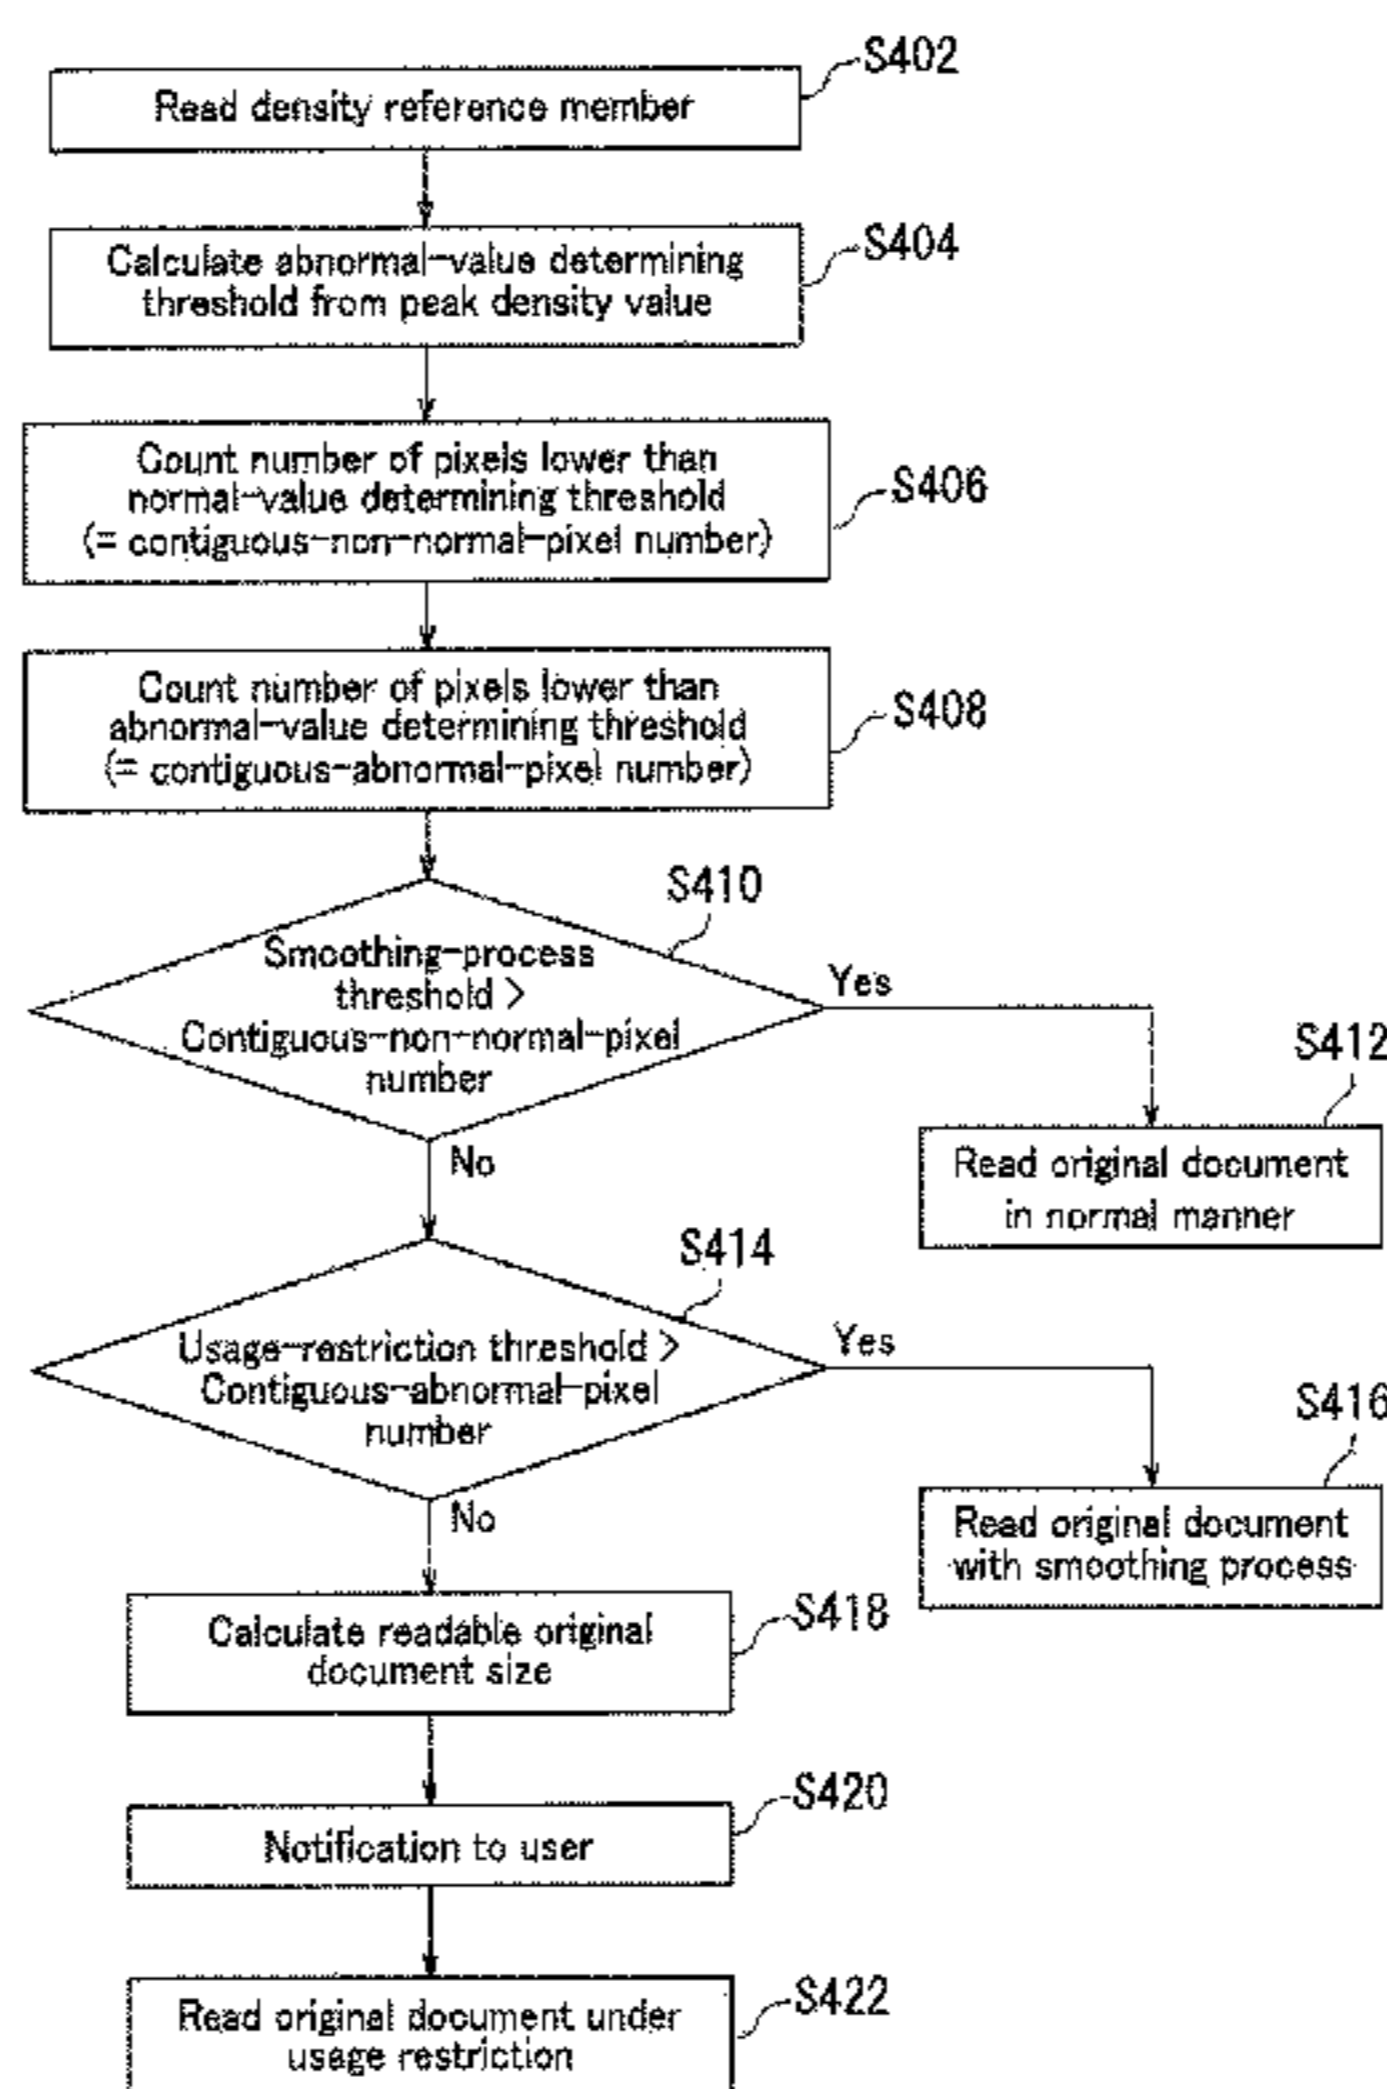 S402
Read density reference member
S404
Calculate abnormal-value determining
threshold from peak density value
Count number of pixels lower than
normal-value determining threshold
(= contiguous-non-normal-pixel number)
S406
Count number of pixels lower than
abnormal-value determining threshold
(= contiguous-abnormal-pixel number)
S408
S410
Smoothing-process
threshold >
Contiguous-non-normal-pixel
number
Yes
No
S412
Read original document
in normal manner
S414
Usage-restriction threshold >
Contiguous-abnormal-pixel
number
Yes
No
S416
Read original document
with smoothing process
Calculate readable original
document size
S418
S420
Notification to user
S422
Read original document under
usage restriction